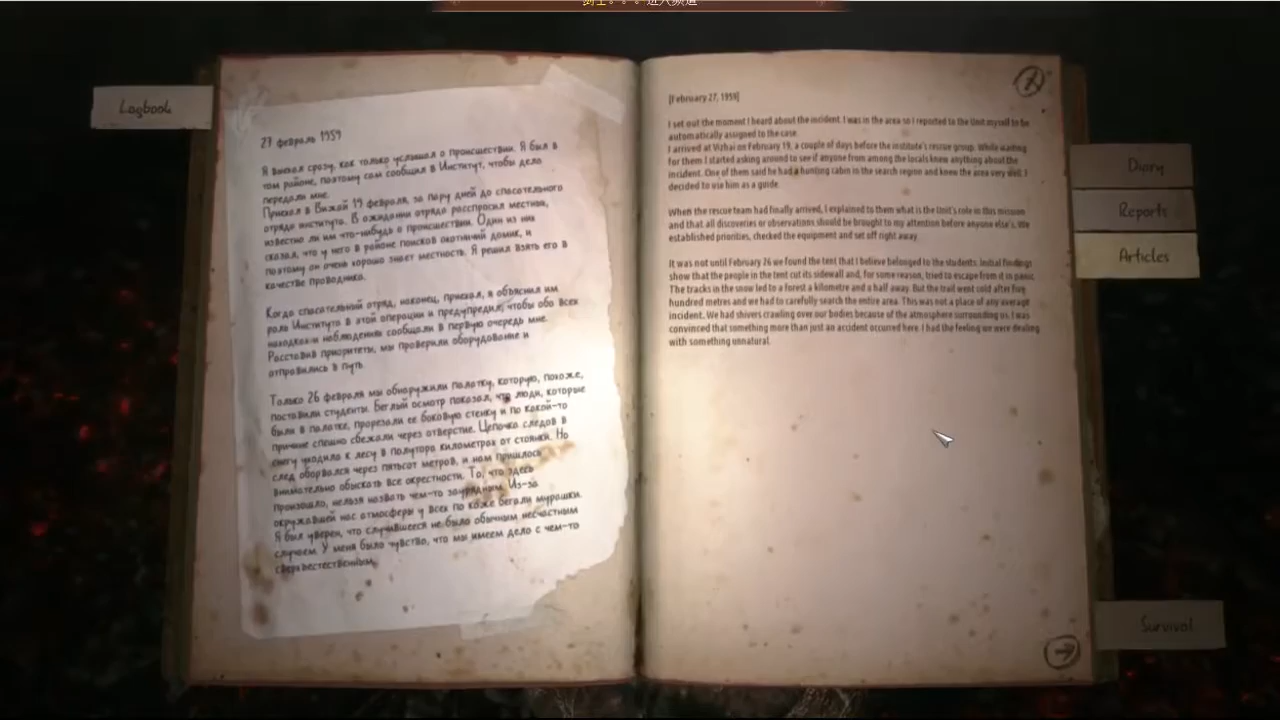 进入频道
Logbook
27 февраль 1959
Я выехал сразу, как только услышал о происшествии. Я был в
том районе, поэтому сам сообщил в Институт, чтобы дело
передали мне.
Приехал в Вижай 19 февраля, за пару дней до спасательного
отряда института. В ожидании отряда расспросил местных,
известно ли им что-нибудь о происшествии. Один из них
сказал, что у него в районе поисков охотничий домик, и
поэтому он очень хорошо знает местность. Я решил взять его в
качестве проводника.
Когда спасательный отряд, наконец, приехал, я объяснил им
роль Института в этой операции и предупредил, чтобы обо всех
находках и наблюдениях сообщали в первую очередь мне.
Расставив приоритеты, мы проверили оборудование и
отправились в путь.
Только 26 февраля мы обнаружили палатку, которую, похоже,
поставили студенты. Беглый осмотр показал, что люди, которые
были в палатке, прорезали ее боковую стенку и по какой-то
причине спешно сбежали через отверстие. Цепочка следов в
снегу уходила к лесу в полутора километрах от стоянки. Но
след оборвался через пятьсот метров, и нам пришлось
внимательно обыскать все окрестности. То, что здесь
произошло, нельзя назвать чем-то заурядным. Из-за
окружавшей нас атмосферы у всех по коже бегали мурашки.
Я был уверен, что случившееся не было обычным несчастным
случаем. У меня было чувство, что мы имеем дело с чем-то
сверхъестественным.
[February 27, 1959]
I set out the moment I heard about the incident. I was in the area so I reported to the Unit myself to be
automatically assigned to the case.
I arrived at Vizhai on February 19, a couple of days before the institute's rescue group. While waiting
for them I started asking around to see if anyone from among the locals knew anything about the
incident. One of them said he had a hunting cabin in the search region and knew the area very well. I
decided to use him as a guide.
When the rescue team had finally arrived, I explained to them what is the Unit's role in this mission
and that all discoveries or observations should be brought to my attention before anyone else's. We
established priorities, checked the equipment and set off right away.
It was not until February 26 we found the tent that I believe belonged to the students. Initial findings
show that the people in the tent cut its sidewall and, for some reason, tried to escape from it in panic.
The tracks in the snow led to a forest a kilometre and a half away. But the trail went cold after five
hundred metres and we had to carefully search the entire area. This was not a place of any average
incident. We had shivers crawling over our bodies because of the atmosphere surrounding us. I was
convinced that something more than just an accident occurred here. I had the feeling we were dealing
with something unnatural.
Diary
Reports
Articles
Survival